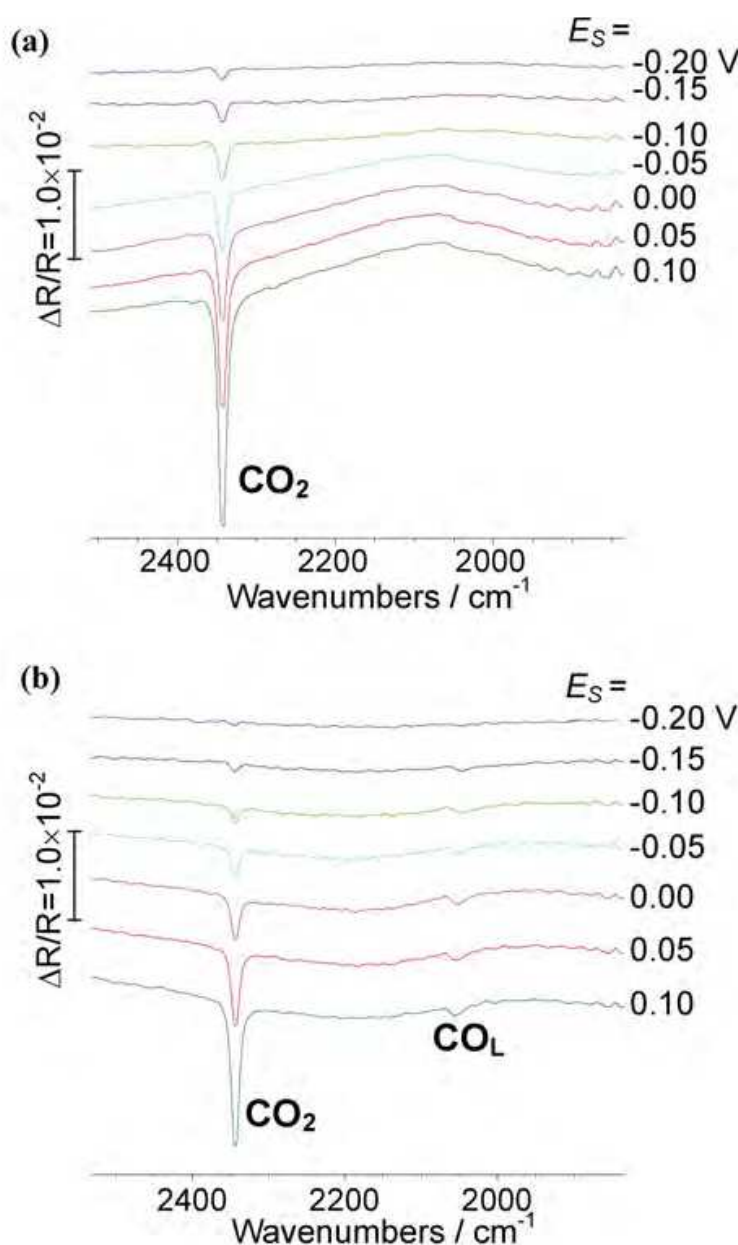 (a)
E_S =
-0.20 V
-0.15
-0.10
-0.05
0.00
0.05
0.10
ΔR/R=1.0×10⁻²
CO₂
2400 2200 2000
Wavenumbers / cm⁻¹
(b)
E_S =
-0.20 V
-0.15
-0.10
-0.05
0.00
0.05
0.10
ΔR/R=1.0×10⁻²
CO_L
CO₂
2400 2200 2000
Wavenumbers / cm⁻¹